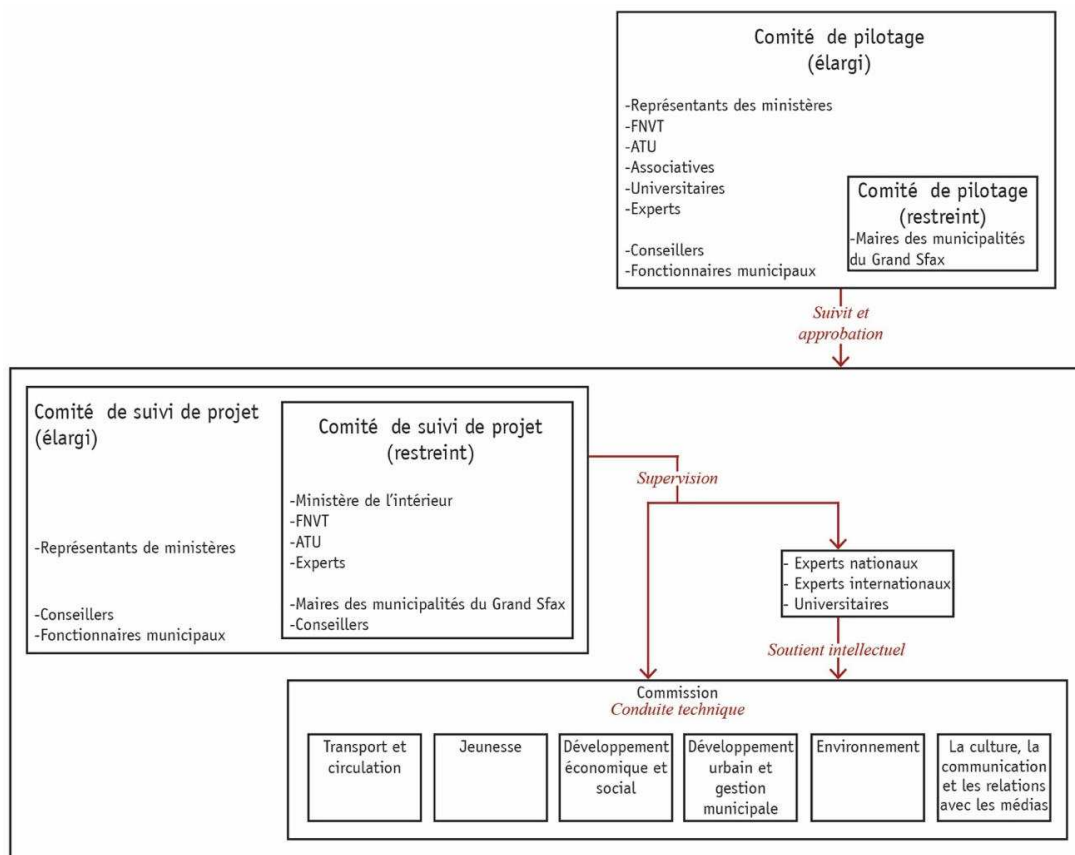 Comité de pilotage
(élargi)
-Représentants des ministères
-FNVT
-ATU
-Associatives
-Universitaires
-Experts
-Conseillers
-Fonctionnaires municipaux
Comité de pilotage
(restreint)
-Maires des municipalités
du Grand Sfax
Suivit et
approbation
Comité de suivi de projet
(élargi)
-Représentants de ministères
-Conseillers
-Fonctionnaires municipaux
Comité de suivi de projet
(restreint)
-Ministère de l'intérieur
-FNVT
-ATU
-Experts
-Maires des municipalités du Grand Sfax
-Conseillers
Supervision
- Experts nationaux
- Experts internationaux
- Universitaires
Soutient intellectuel
Commission
Conduite technique
Transport et
circulation
Jeunesse
Développement
économique et
social
Développement
urbain et
gestion
municipale
Environnement
La culture, la
communication
et les relations
avec les médias